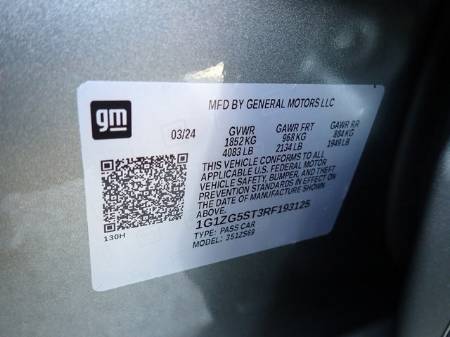 gm
MFD BY GENERAL MOTORS LLC
03/24 GVWR GAWR FRT GAWR RR
1852 KG 968 KG 884 KG
4083 LB 2134 LB 1949 LB
THIS VEHICLE CONFORMS TO ALL
APPLICABLE U.S. FEDERAL MOTOR
VEHICLE SAFETY, BUMPER, AND THEFT
PREVENTION STANDARDS IN EFFECT ON
THE DATE OF MANUFACTURE SHOWN
ABOVE.
1G1ZG5ST3RF193125
TYPE: PASS CAR
MODEL: 351ZS69
130H